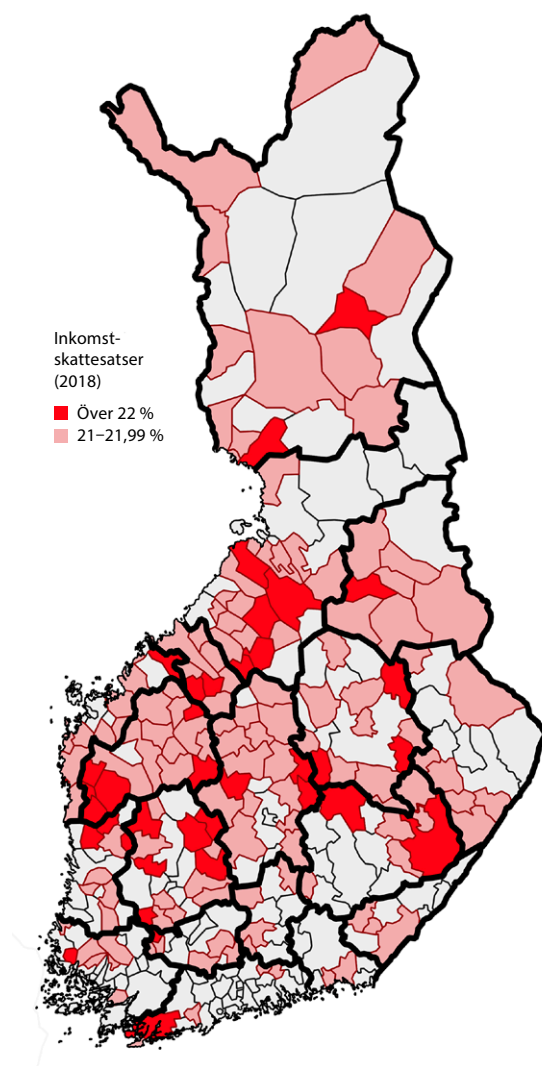 Inkomst-
skattesatser
(2018)
Över 22 %
21–21,99 %